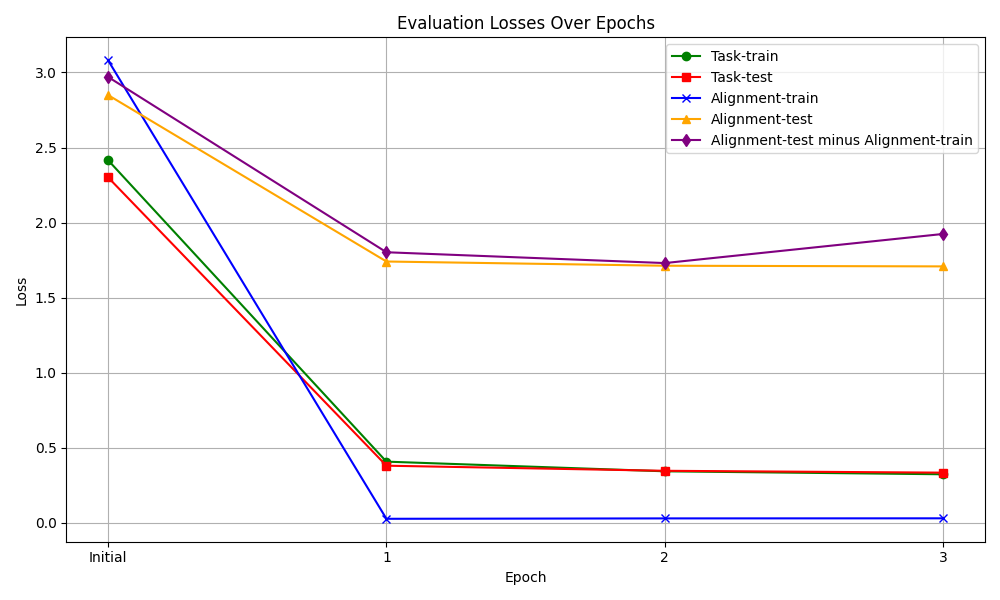 Evaluation Losses Over Epochs
Task-train
Task-test
Alignment-train
Alignment-test
Alignment-test minus Alignment-train
3.0
2.5
2.0
1.5
1.0
0.5
0.0
Loss
Initial 1 2 3
Epoch